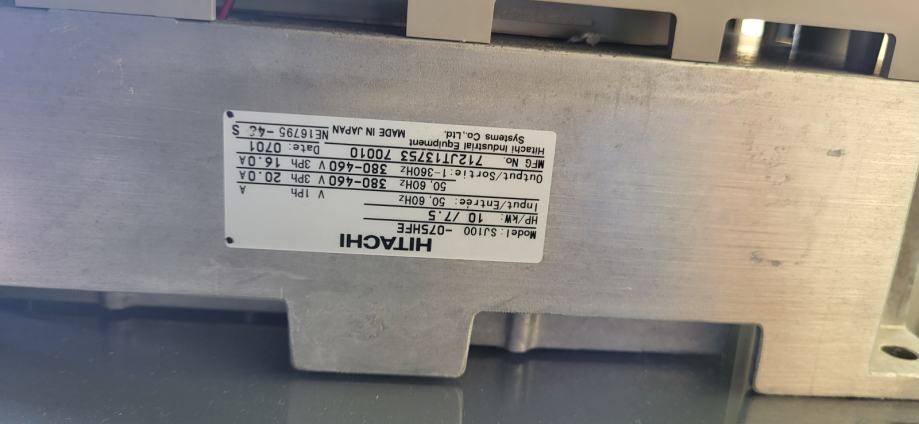 HITACHI
Model: SJ100 -075HFE
HP/kW: 10 /7.5
Input/Entrée: 50, 60Hz V 1Ph A
50, 60Hz 380-460 V 3Ph 20.0A
Output/Sortie: 1-360Hz 380-460 V 3Ph 16.0A
MFG No. 712JT13753 70010 Date: 0701
Hitachi Industrial Equipment
Systems Co.,Ltd. MADE IN JAPAN NE16795 S